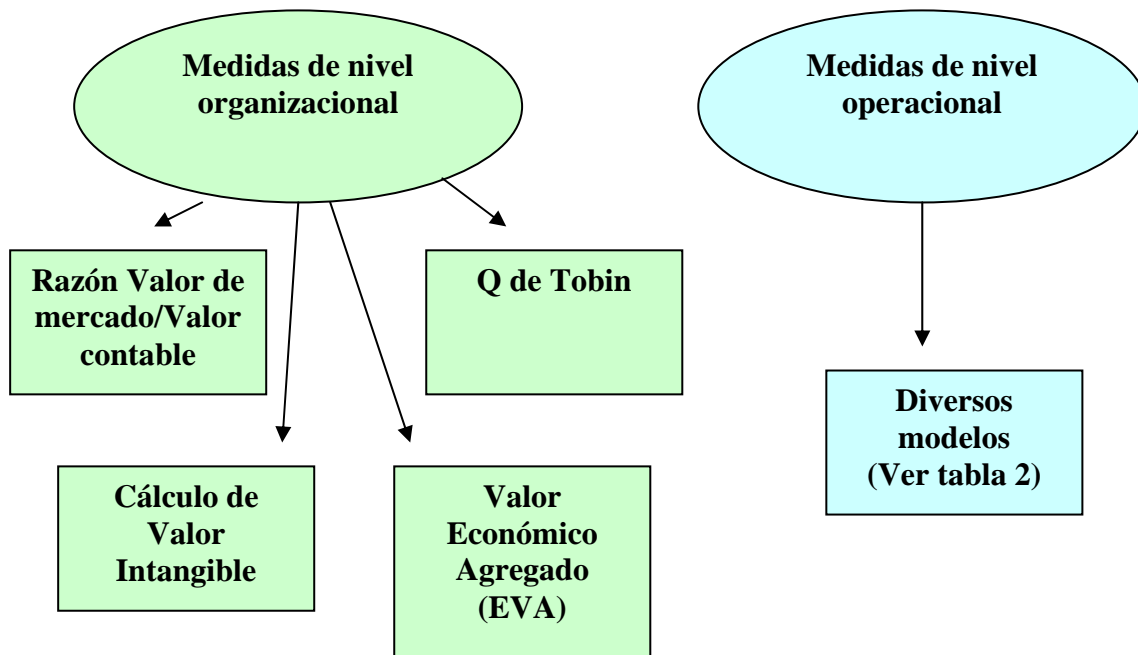 Medidas de nivel
organizacional
Medidas de nivel
operacional
Razón Valor de
mercado/Valor
contable
Q de Tobin
Diversos
modelos
(Ver tabla 2)
Cálculo de
Valor
Intangible
Valor
Económico
Agregado
(EVA)